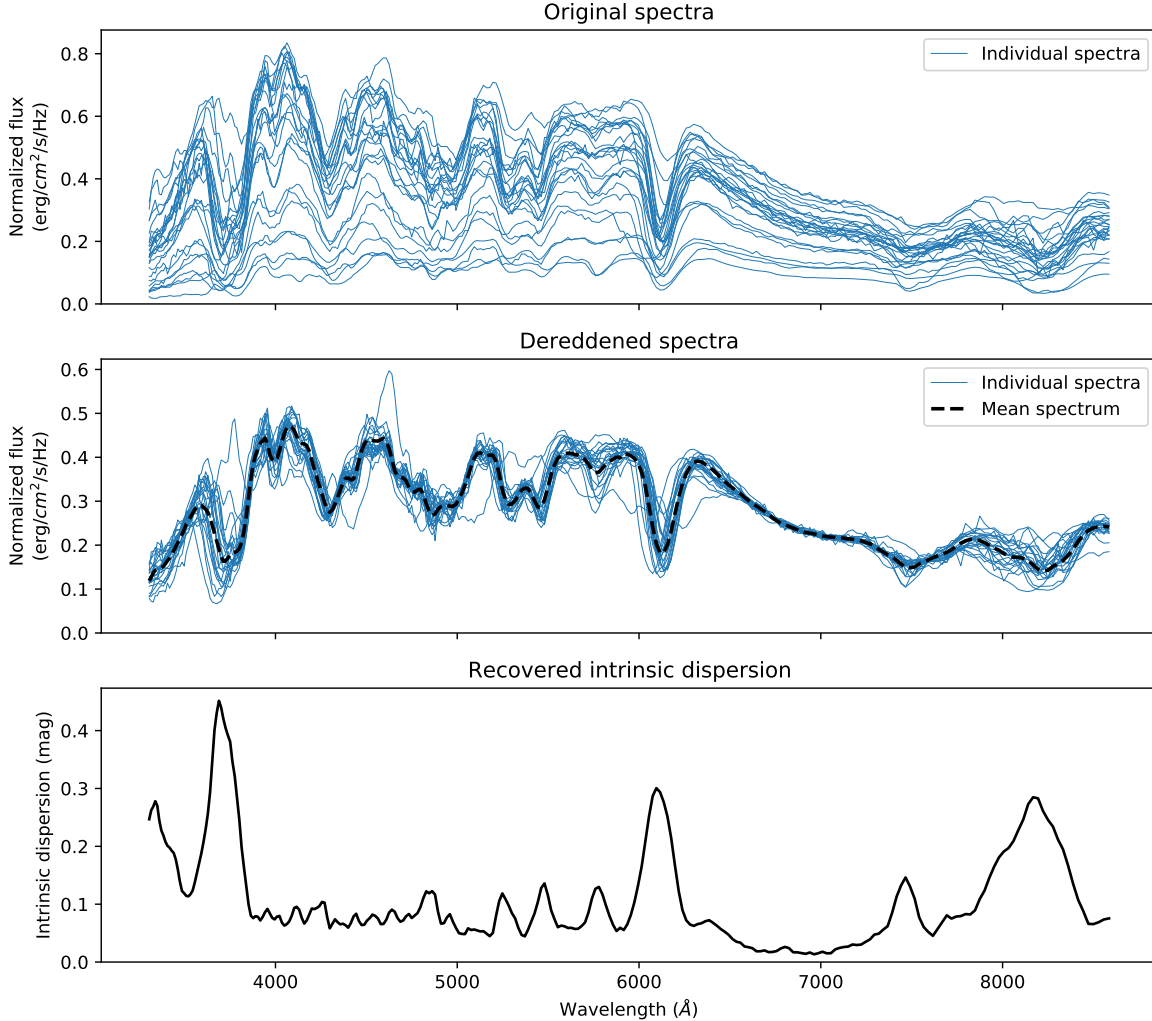 Original spectra
Individual spectra
Normalized flux
(erg/cm²/s/Hz)
0.8
0.6
0.4
0.2
0.0
Dereddened spectra
Individual spectra
Mean spectrum
Normalized flux
(erg/cm²/s/Hz)
0.6
0.5
0.4
0.3
0.2
0.1
0.0
Recovered intrinsic dispersion
Intrinsic dispersion (mag)
0.4
0.3
0.2
0.1
0.0
4000 5000 6000 7000 8000
Wavelength (Å)